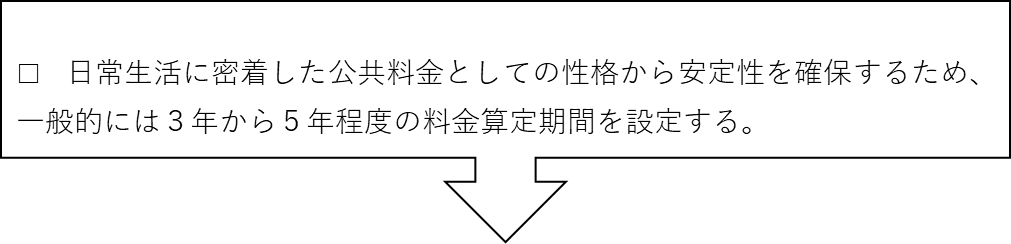 □　日常生活に密着した公共料金としての性格から安定性を確保するため、
一般的には３年から５年程度の料金算定期間を設定する。